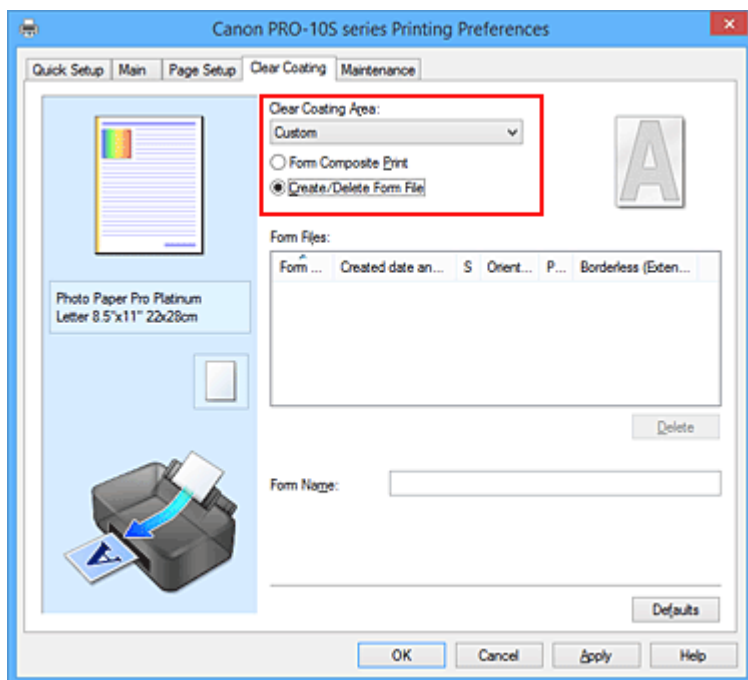 Canon PRO-10S series Printing Preferences
Quick Setup Main Page Setup Clear Coating Maintenance
Clear Coating Area:
Custom
Form Composite Print
Create/Delete Form File
A
Form Files:
Form ... Created date an... S Orient... P... Borderless (Exten...
Photo Paper Pro Platinum
Letter 8.5"x11" 22x28cm
Delete
Form Name:
A
Defaults
OK Cancel Apply Help